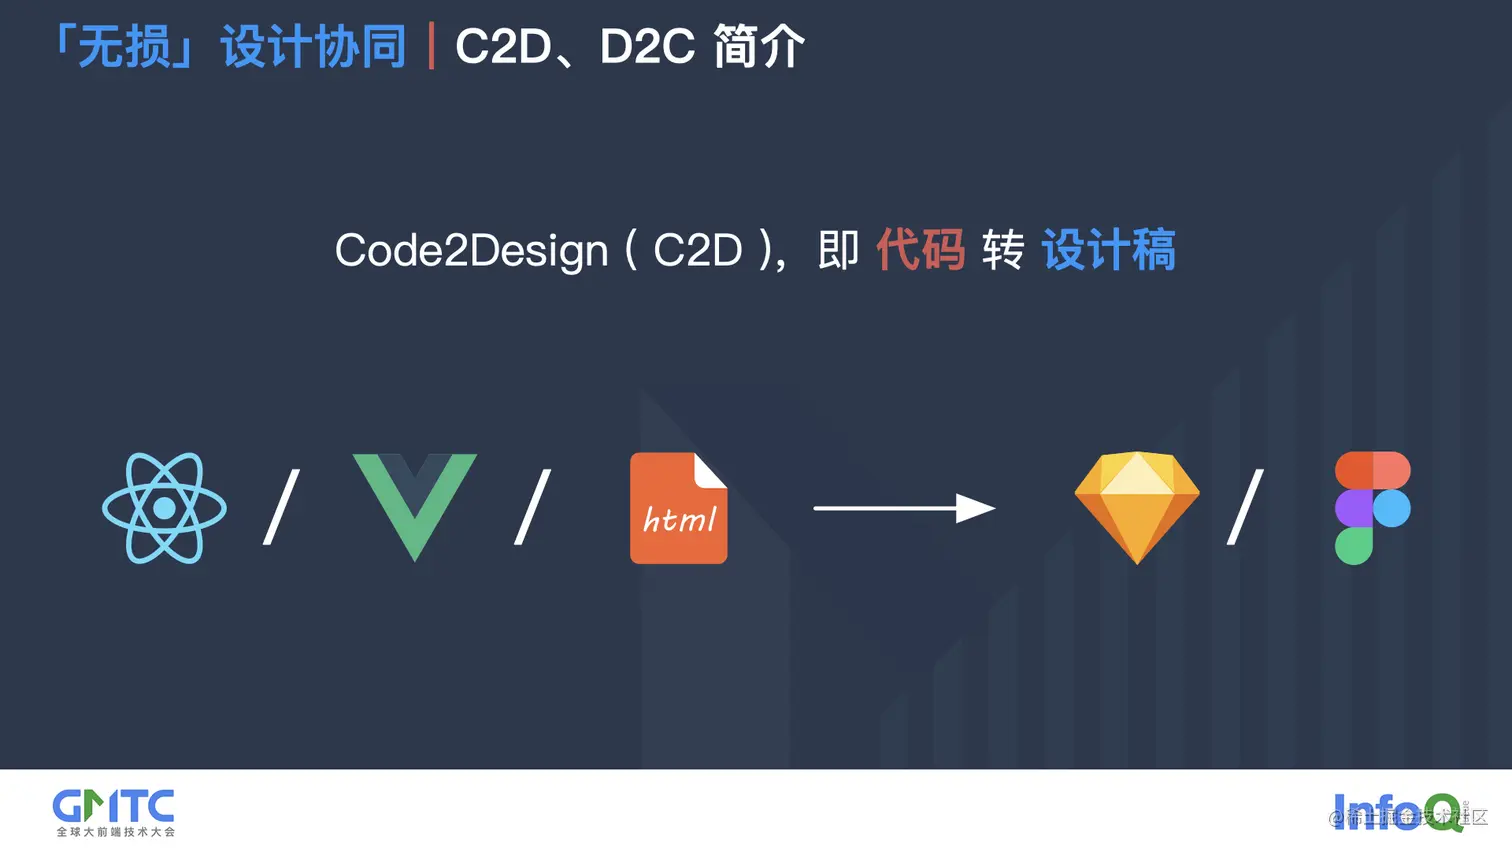 「无损」设计协同 | C2D、D2C 简介
Code2Design ( C2D )，即 代码 转 设计稿
/ / html / 
GMTC
全球大前端技术大会
InfoQ
@稀土掘金技术社区